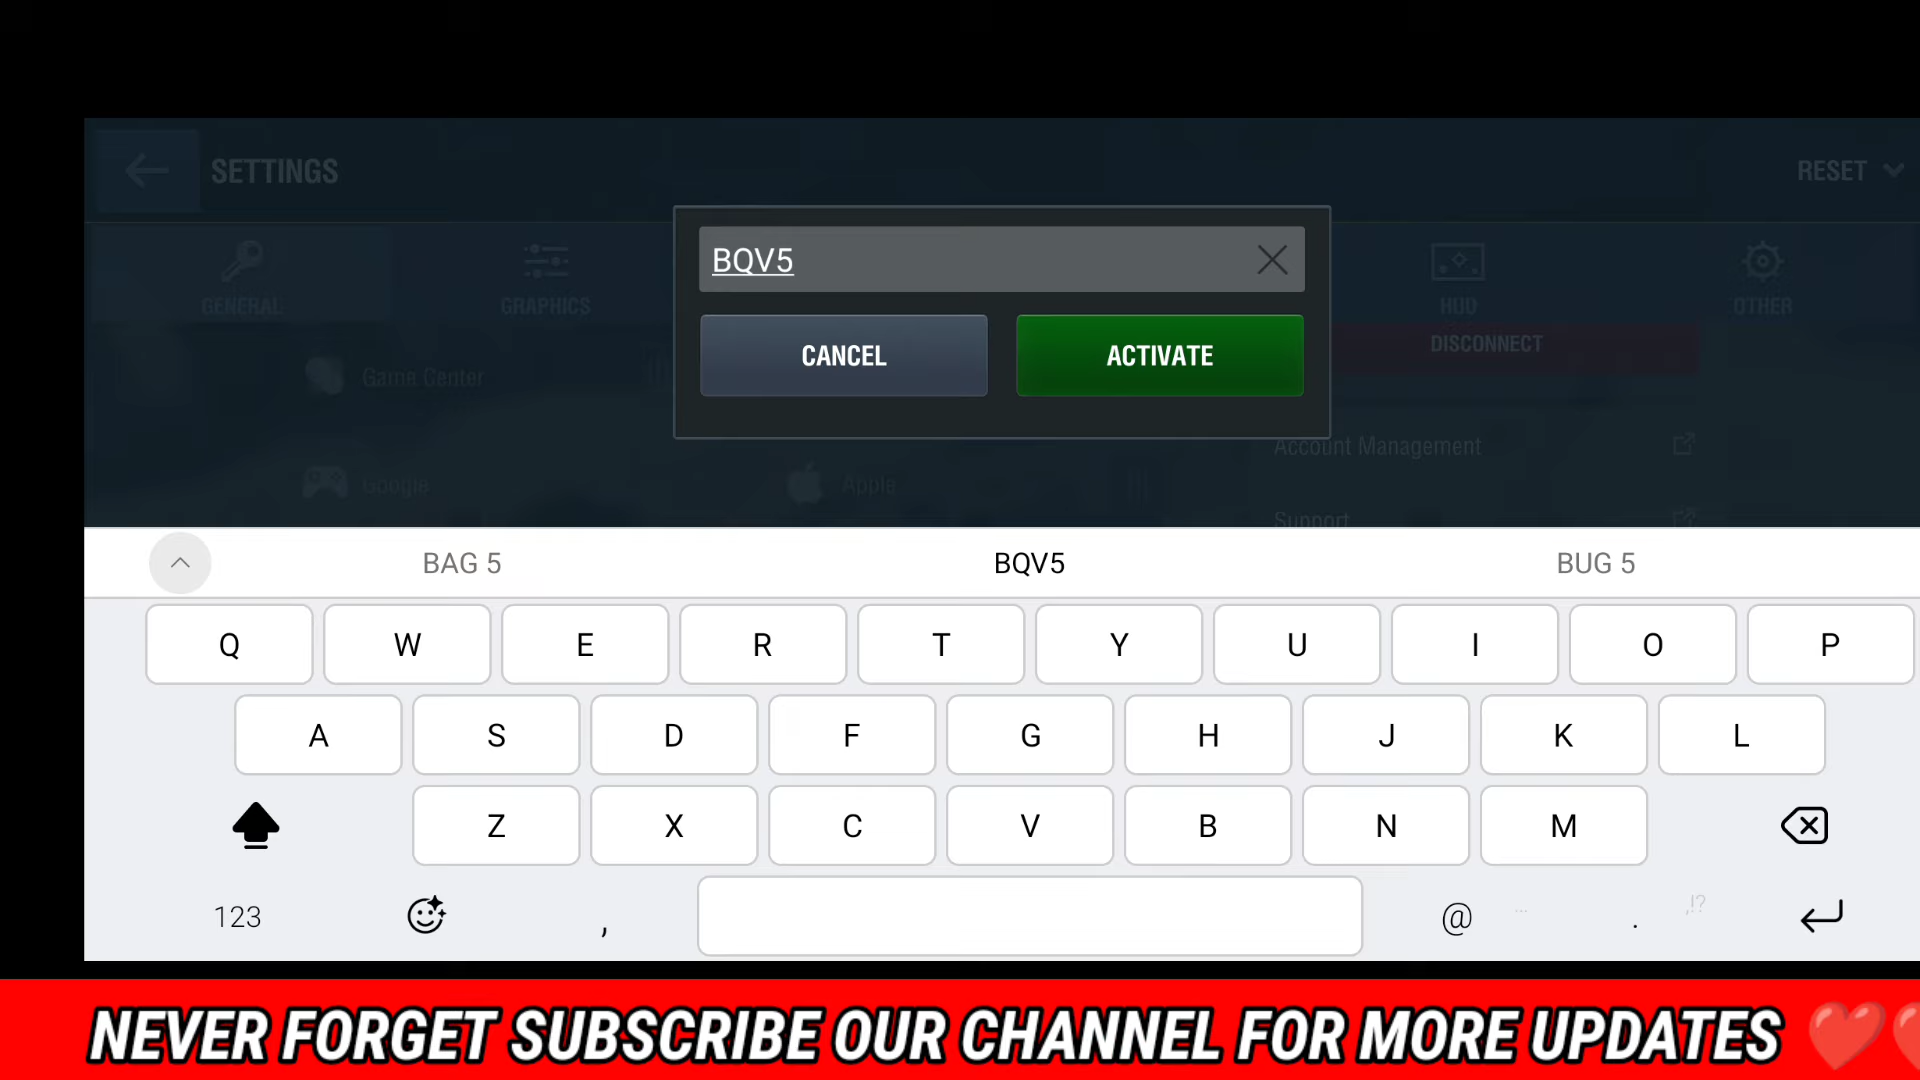 SETTINGS
RESET
BQV5
GENERAL
GRAPHICS
HUD
OTHER
CANCEL
ACTIVATE
DISCONNECT
Game Center
Account Management
Google
Apple
Support
BAG 5
BQV5
BUG 5
Q W E R T Y U I O P
A S D F G H J K L
Z X C V B N M
123 , @ ... . ,!?
NEVER FORGET SUBSCRIBE OUR CHANNEL FOR MORE UPDATES